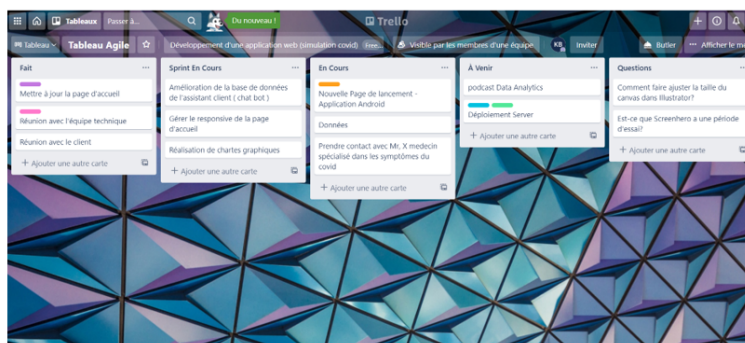 Tableaux
Passer à...
Du nouveau !
Trello
Tableau
Tableau Agile
Développement d'une application web (simulation covid)
Free...
Visible par les membres d'une équipe
KB
Inviter
Butler
Afficher le m
Fait
Mettre à jour la page d'accueil
Réunion avec l'équipe technique
Réunion avec le client
+ Ajouter une autre carte
Sprint En Cours
Amélioration de la base de données
de l'assistant client ( chat bot )
Gérer le responsive de la page
d'accueil
Réalisation de chartes graphiques
+ Ajouter une autre carte
En Cours
Nouvelle Page de lancement -
Application Android
Données
Prendre contact avec Mr. X medecin
spécialisé dans les symptômes du
covid
+ Ajouter une autre carte
À Venir
podcast Data Analytics
Déploiement Server
+ Ajouter une autre carte
Questions
Comment faire ajuster la taille du
canvas dans Illustrator?
Est-ce que Screenhero a une période
d'essai?
+ Ajouter une autre carte